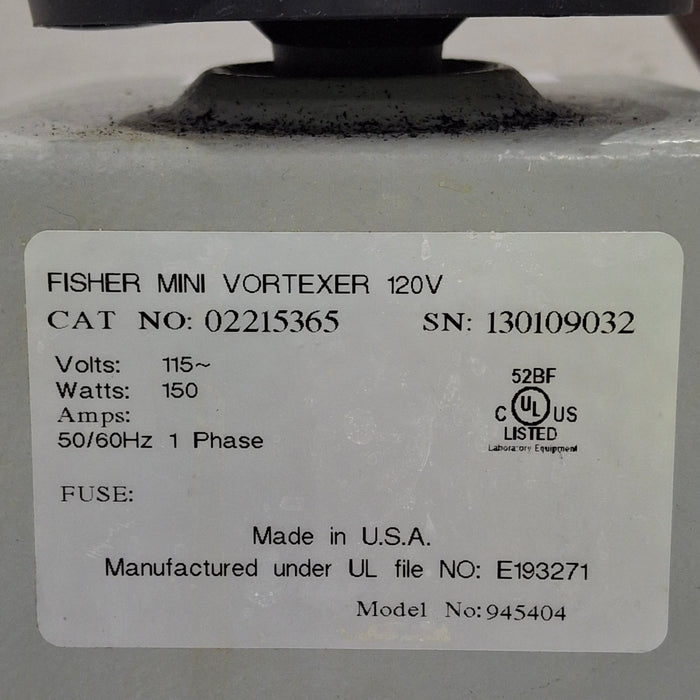 FISHER MINI VORTEXER 120V
CAT NO: 02215365 SN: 130109032
Volts: 115~
Watts: 150
Amps:
50/60Hz 1 Phase
52BF
C UL US
LISTED
Laboratory Equipment
FUSE:
Made in U.S.A.
Manufactured under UL file NO: E193271
Model No: 945404